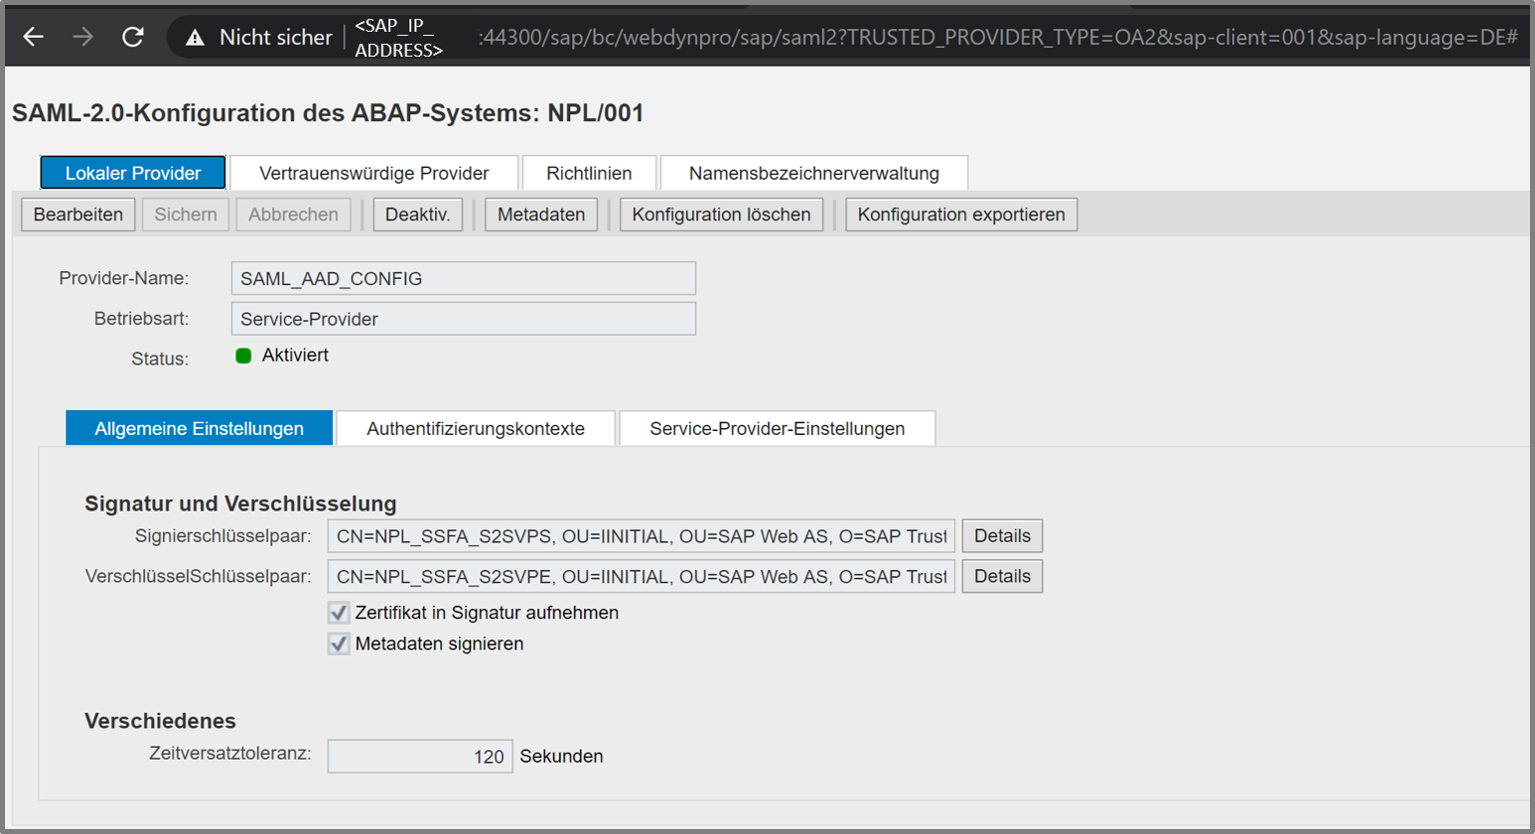 Nicht sicher <SAP_IP_
ADDRESS> :44300/sap/bc/webdynpro/sap/saml2?TRUSTED_PROVIDER_TYPE=OA2&sap-client=001&sap-language=DE#
SAML-2.0-Konfiguration des ABAP-Systems: NPL/001
Lokaler Provider Vertrauenswürdige Provider Richtlinien Namensbezeichnerverwaltung
Bearbeiten Sichern Abbrechen Deaktiv. Metadaten Konfiguration löschen Konfiguration exportieren
Provider-Name: SAML_AAD_CONFIG
Betriebsart: Service-Provider
Status: Aktiviert
Allgemeine Einstellungen Authentifizierungskontexte Service-Provider-Einstellungen
Signatur und Verschlüsselung
Signierschlüsselpaar: CN=NPL_SSFA_S2SVPS, OU=IINITIAL, OU=SAP Web AS, O=SAP Trust Details
VerschlüsselSchlüsselpaar: CN=NPL_SSFA_S2SVPE, OU=IINITIAL, OU=SAP Web AS, O=SAP Trust Details
Zertifikat in Signatur aufnehmen
Metadaten signieren
Verschiedenes
Zeitversatztoleranz: 120 Sekunden